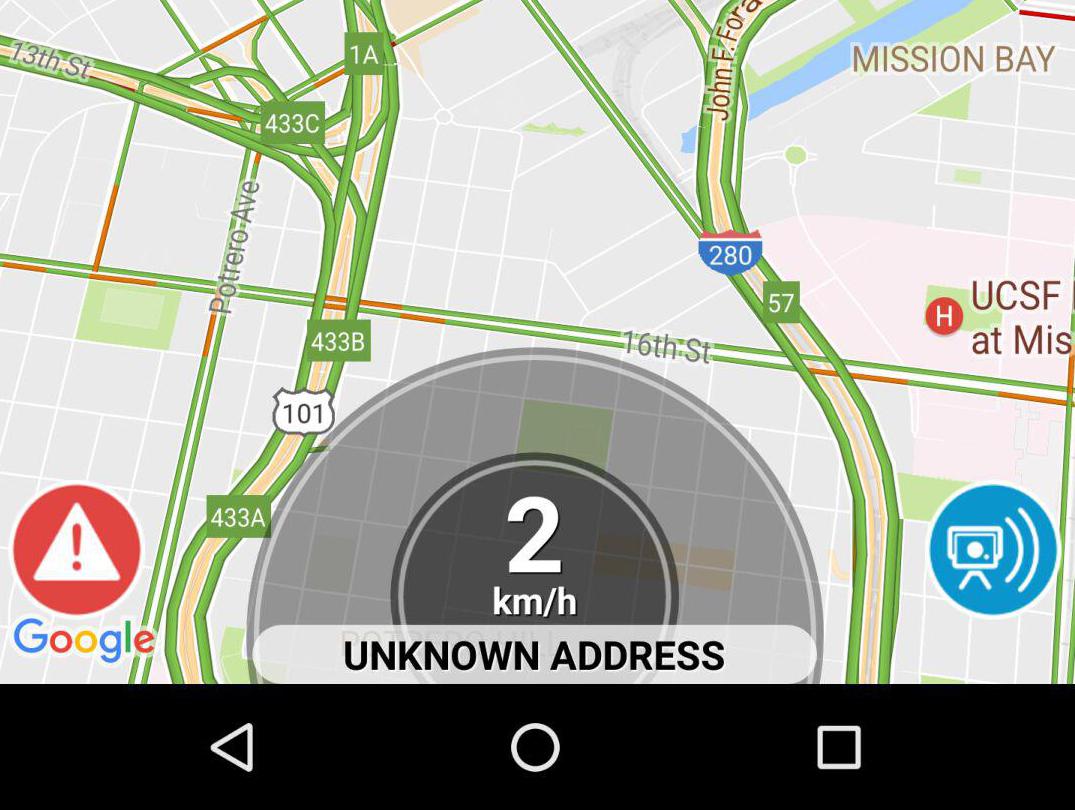 13th St
1A
John F. Fora
MISSION BAY
433C
Potrero Ave
280
57
UCSF
H
at Mis
433B
16th St
101
433A
2
km/h
Google
UNKNOWN ADDRESS